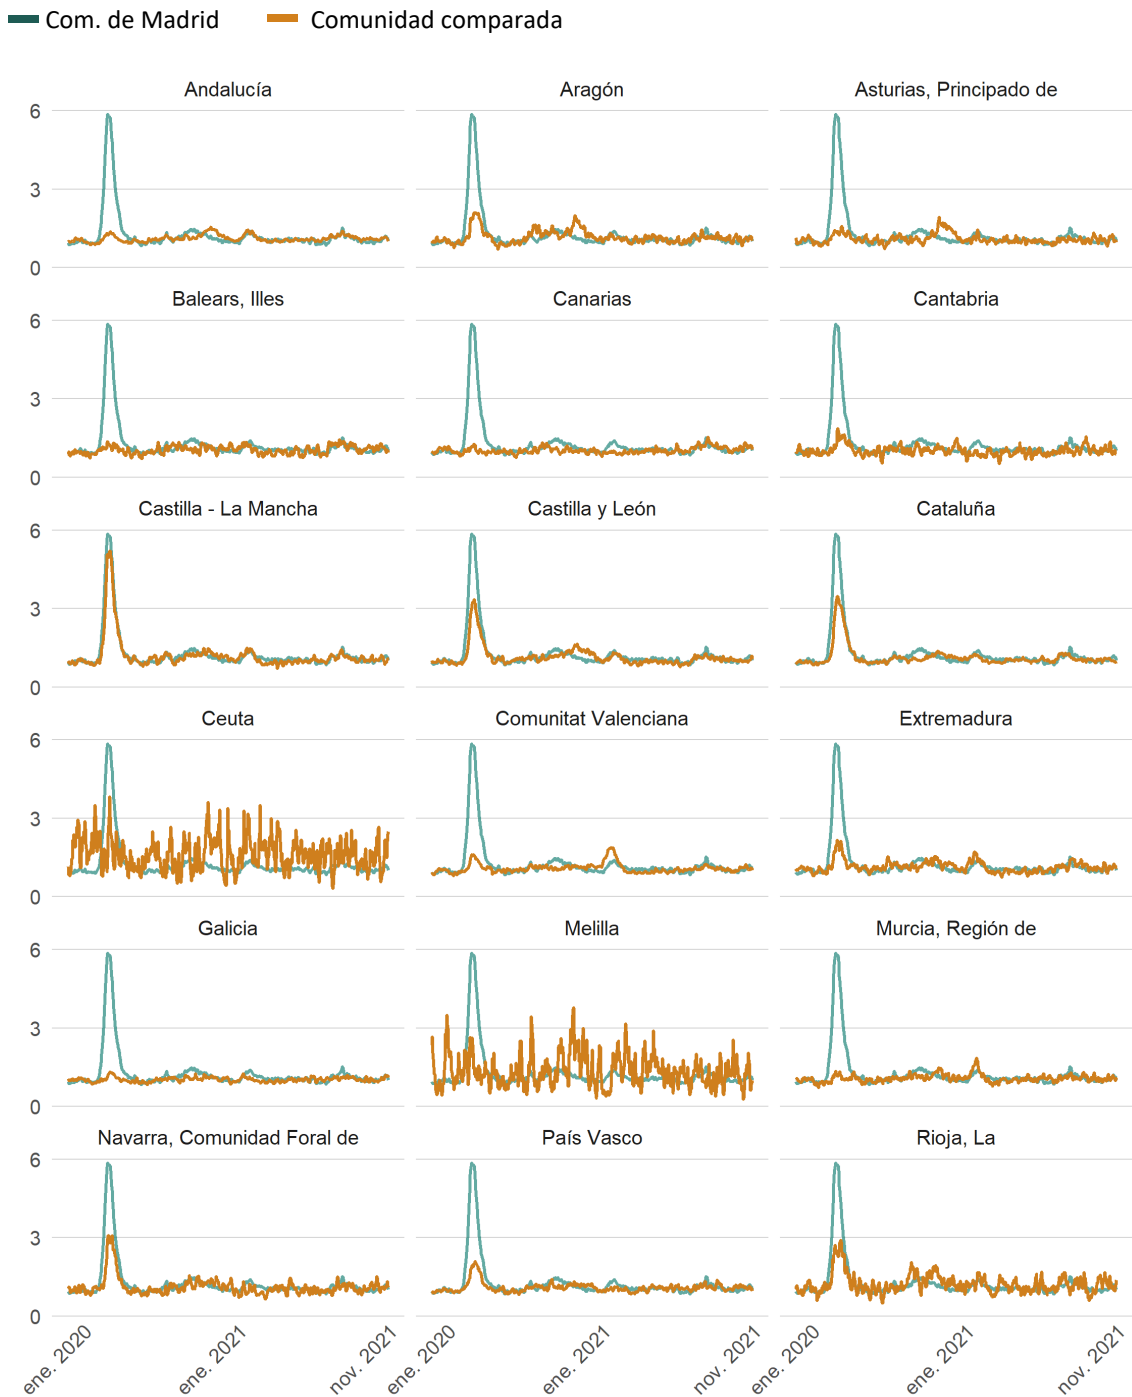 Com. de Madrid Comunidad comparada
Andalucía Aragón Asturias, Principado de
6
3
0
Balears, Illes Canarias Cantabria
6
3
0
Castilla - La Mancha Castilla y León Cataluña
6
3
0
Ceuta Comunitat Valenciana Extremadura
6
3
0
Galicia Melilla Murcia, Región de
6
3
0
Navarra, Comunidad Foral de País Vasco Rioja, La
6
3
0
ene. 2020 ene. 2021 nov. 2021 ene. 2020 ene. 2021 nov. 2021 ene. 2020 ene. 2021 nov. 2021